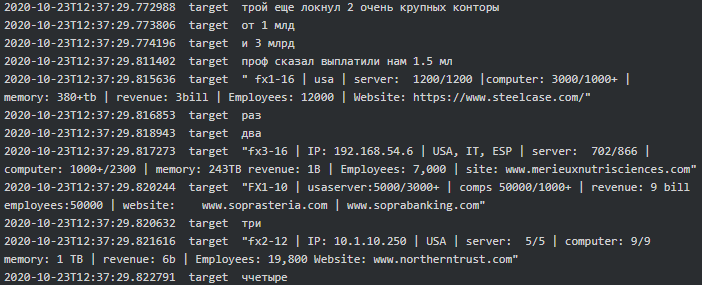 2020-10-23T12:37:29.772988 target трой еще локнул 2 очень крупных конторы
2020-10-23T12:37:29.773806 target от 1 млд
2020-10-23T12:37:29.774196 target и 3 млрд
2020-10-23T12:37:29.811402 target проф сказал выплатили нам 1.5 мл
2020-10-23T12:37:29.815636 target " fx1-16 | usa | server: 1200/1200 |computer: 3000/1000+ |
memory: 380+tb | revenue: 3bill | Employees: 12000 | Website: https://www.steelcase.com/"
2020-10-23T12:37:29.816853 target раз
2020-10-23T12:37:29.818943 target два
2020-10-23T12:37:29.817273 target "fx3-16 | IP: 192.168.54.6 | USA, IT, ESP | server: 702/866 |
computer: 1000+/2300 | memory: 243TB revenue: 1B | Employees: 7,000 | site: www.merieuxnutrisciences.com"
2020-10-23T12:37:29.820244 target "FX1-10 | usaserver:5000/3000+ | comps 50000/1000+ | revenue: 9 bill
employees:50000 | website: www.soprasteria.com | www.soprabanking.com"
2020-10-23T12:37:29.820632 target три
2020-10-23T12:37:29.821616 target "fx2-12 | IP: 10.1.10.250 | USA | server: 5/5 | computer: 9/9
memory: 1 TB | revenue: 6b | Employees: 19,800 Website: www.northerntrust.com"
2020-10-23T12:37:29.822791 target ччетыре